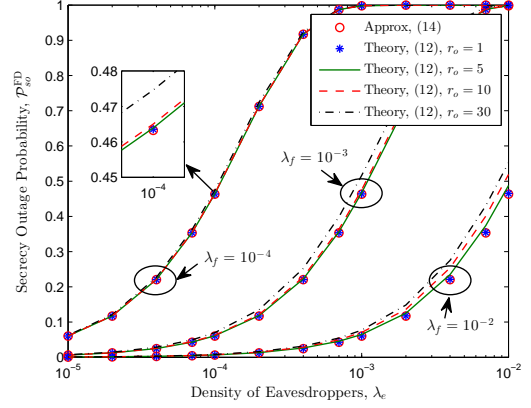 Secrecy Outage Probability, 𝒫_so^FD
1
0.9
0.8
0.7
0.6
0.5
0.4
0.3
0.2
0.1
0
Approx, (14)
Theory, (12), r_o = 1
Theory, (12), r_o = 5
Theory, (12), r_o = 10
Theory, (12), r_o = 30
0.48
0.47
0.46
0.45
10^-4
λ_f = 10^-3
λ_f = 10^-4
λ_f = 10^-2
10^-5 10^-4 10^-3 10^-2
Density of Eavesdroppers, λ_e